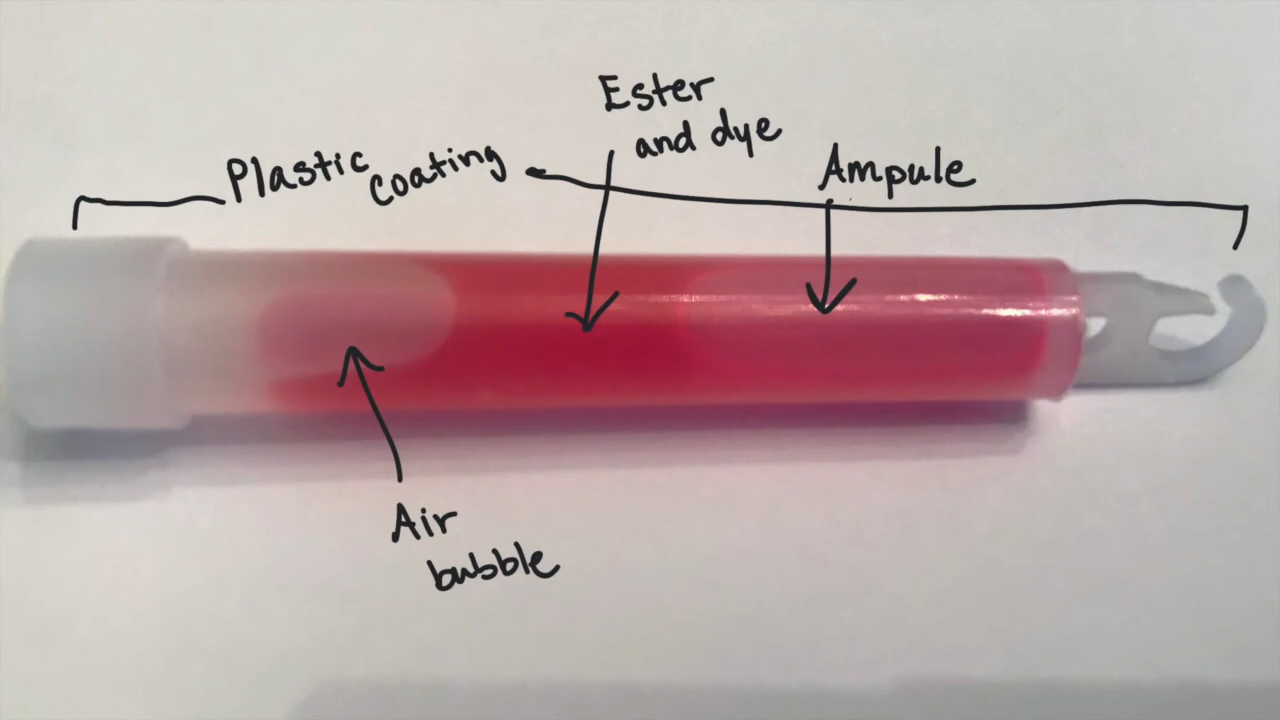 Ester
and dye
Plastic coating
Ampule
Air
bubble